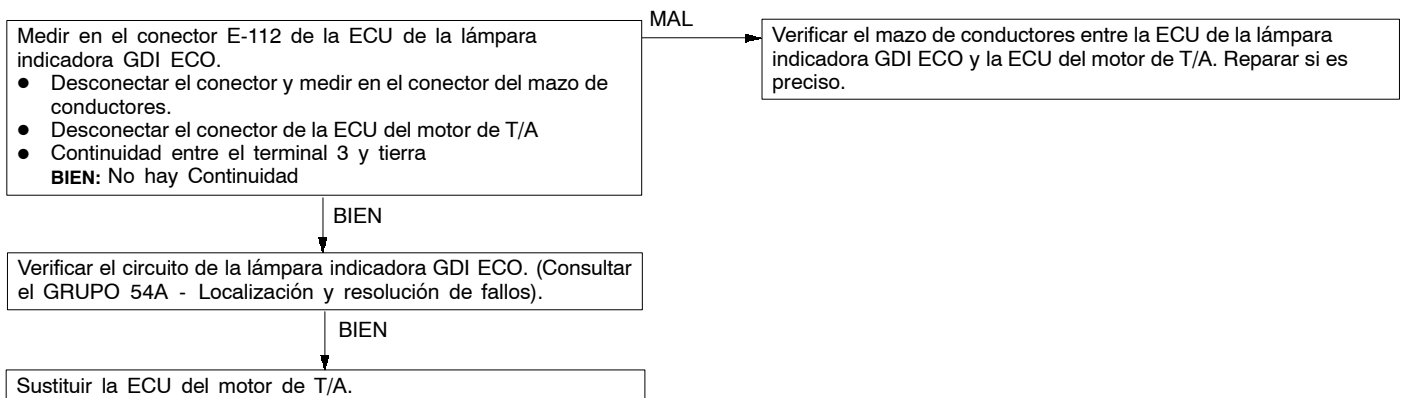 Medir en el conector E-112 de la ECU de la lámpara
indicadora GDI ECO.
● Desconectar el conector y medir en el conector del mazo de
conductores.
● Desconectar el conector de la ECU del motor de T/A
● Continuidad entre el terminal 3 y tierra
BIEN: No hay Continuidad
MAL
Verificar el mazo de conductores entre la ECU de la lámpara
indicadora GDI ECO y la ECU del motor de T/A. Reparar si es
preciso.
BIEN
Verificar el circuito de la lámpara indicadora GDI ECO. (Consultar
el GRUPO 54A - Localización y resolución de fallos).
BIEN
Sustituir la ECU del motor de T/A.